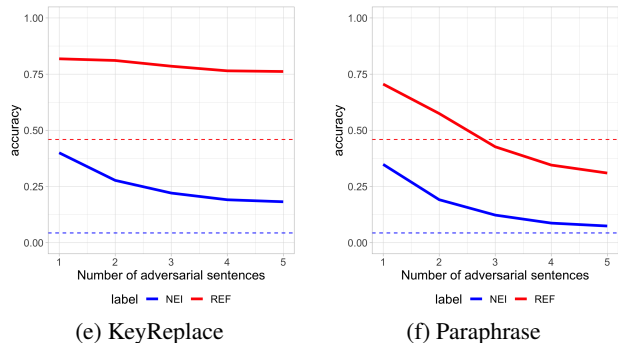 1.00
0.75
0.50
0.25
0.00
accuracy
1 2 3 4 5
Number of adversarial sentences
label NEI REF
(e) KeyReplace
1.00
0.75
0.50
0.25
0.00
accuracy
1 2 3 4 5
Number of adversarial sentences
label NEI REF
(f) Paraphrase